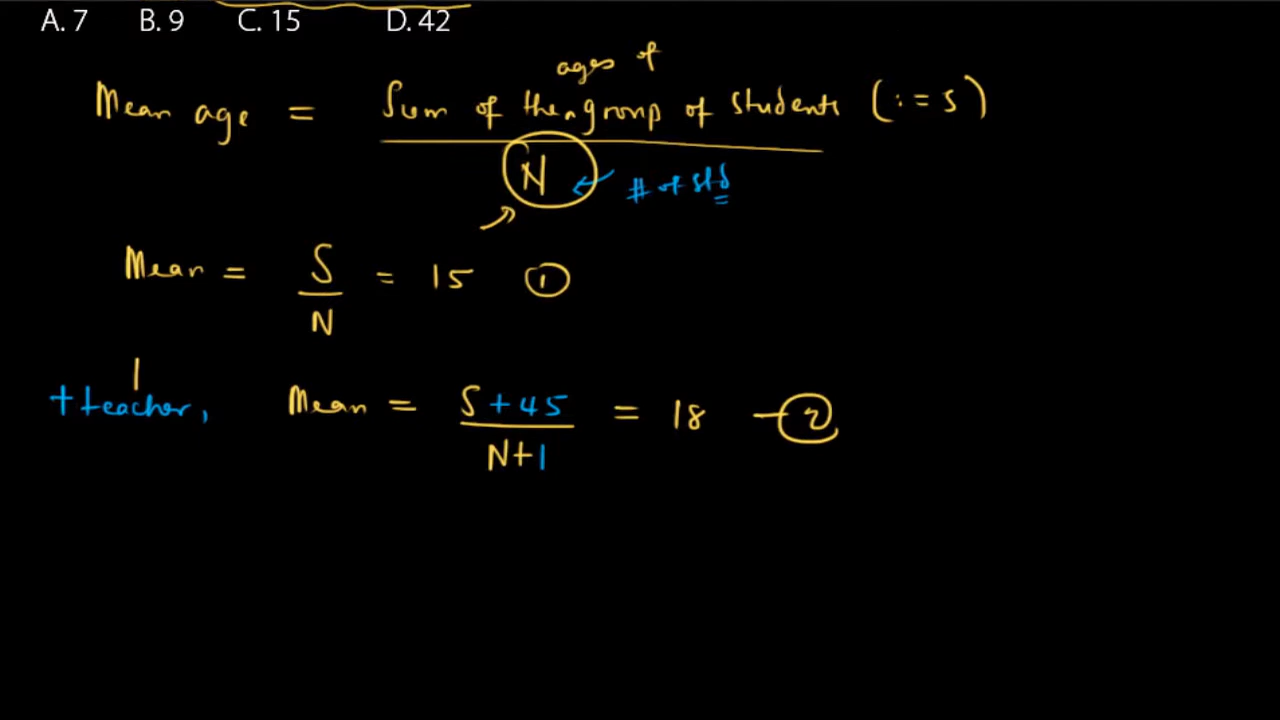 A. 7 B. 9 C. 15 D. 42
ages of
Mean age = Sum of the group of students (:= S)
N # of std
Mean = S/N = 15 ①
+ teacher, Mean = S + 45/N + 1 = 18 - ②